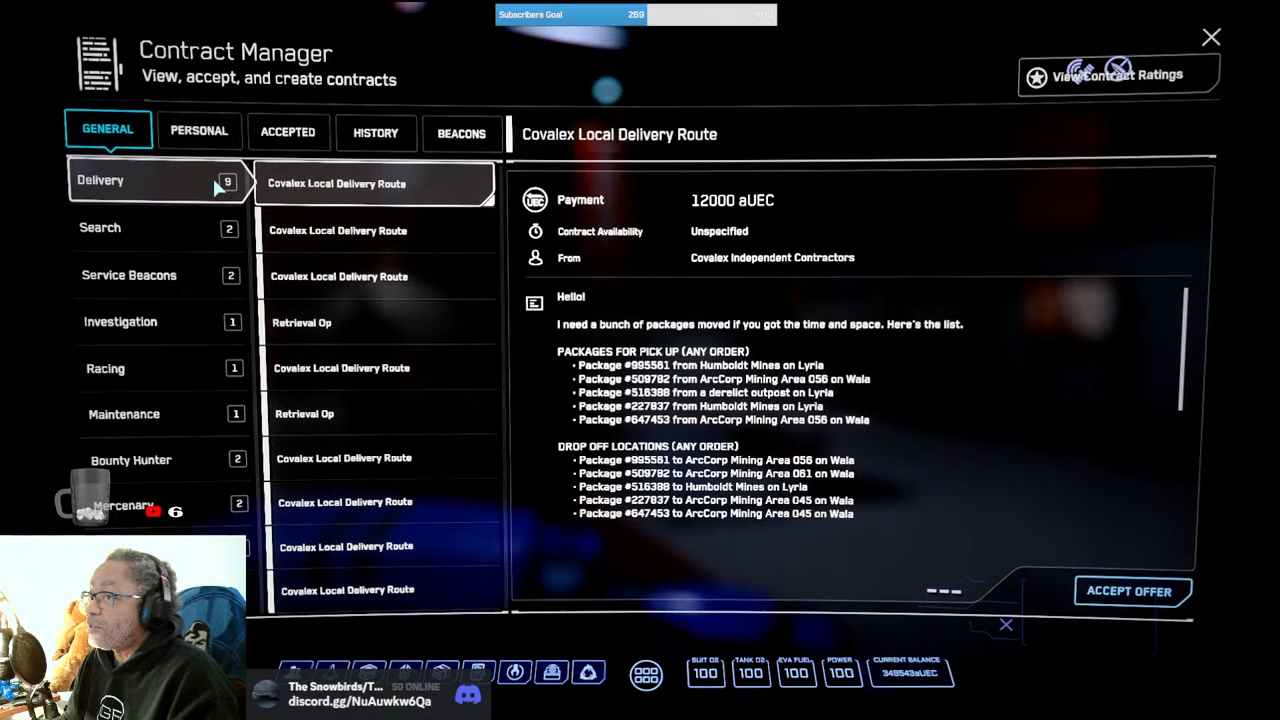 Subscribers Goal 269
Contract Manager
View, accept, and create contracts
View Contract Ratings
GENERAL PERSONAL ACCEPTED HISTORY BEACONS
Covalex Local Delivery Route
Delivery 9
Search 2
Service Beacons 2
Investigation 1
Racing 1
Maintenance 1
Bounty Hunter 2
Mercenary 2
6
Covalex Local Delivery Route
Covalex Local Delivery Route
Covalex Local Delivery Route
Retrieval Op
Covalex Local Delivery Route
Retrieval Op
Covalex Local Delivery Route
Covalex Local Delivery Route
Covalex Local Delivery Route
Covalex Local Delivery Route
UEC Payment 12000 aUEC
Contract Availability Unspecified
From Covalex Independent Contractors
Hello!
I need a bunch of packages moved if you got the time and space. Here's the list.
PACKAGES FOR PICK UP (ANY ORDER)
• Package #995561 from Humboldt Mines on Lyria
• Package #509782 from ArcCorp Mining Area 056 on Wala
• Package #516388 from a derelict outpost on Lyria
• Package #227837 from Humboldt Mines on Lyria
• Package #647453 from ArcCorp Mining Area 056 on Wala
DROP OFF LOCATIONS (ANY ORDER)
• Package #995561 to ArcCorp Mining Area 056 on Wala
• Package #509782 to ArcCorp Mining Area 061 on Wala
• Package #516388 to Humboldt Mines on Lyria
• Package #227837 to ArcCorp Mining Area 045 on Wala
• Package #647453 to ArcCorp Mining Area 045 on Wala
ACCEPT OFFER
SUIT O2 100
TANK O2 100
EVA FUEL 100
POWER 100
CURRENT BALANCE 349543aUEC
The Snowbirds/T... 50 ONLINE
discord.gg/NuAuwkw6Qa